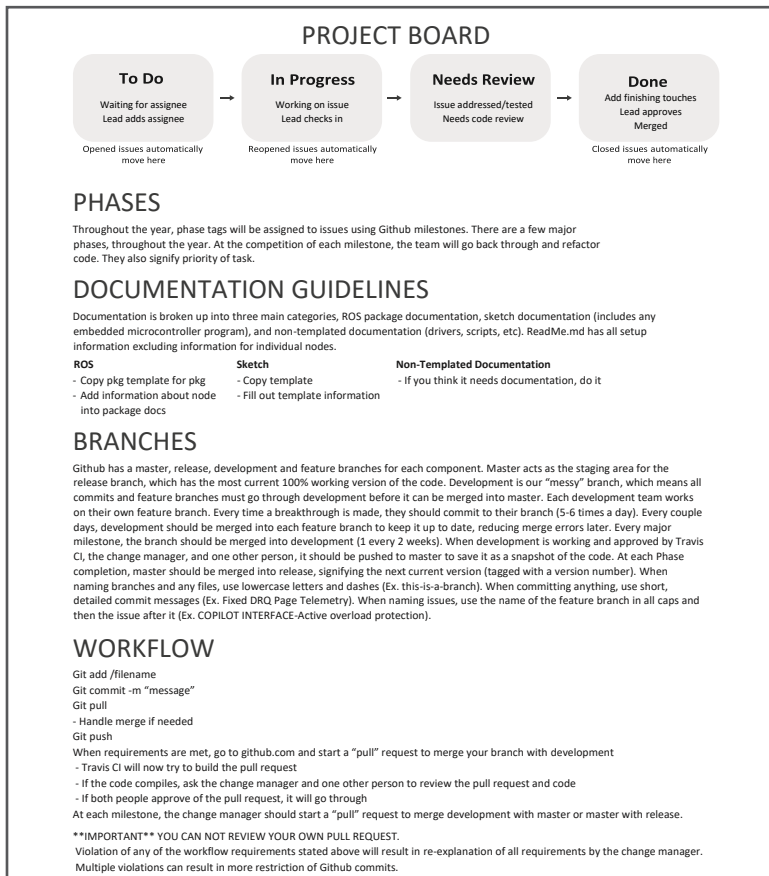 PROJECT BOARD
To Do
Waiting for assignee
Lead adds assignee
Opened issues automatically
move here
In Progress
Working on issue
Lead checks in
Reopened issues automatically
move here
Needs Review
Issue addressed/tested
Needs code review
Done
Add finishing touches
Lead approves
Merged
Closed issues automatically
move here
PHASES
Throughout the year, phase tags will be assigned to issues using Github milestones. There are a few major
phases, throughout the year. At the competition of each milestone, the team will go back through and refactor
code. They also signify priority of task.
DOCUMENTATION GUIDELINES
Documentation is broken up into three main categories, ROS package documentation, sketch documentation (includes any
embedded microcontroller program), and non-templated documentation (drivers, scripts, etc). ReadMe.md has all setup
information excluding information for individual nodes.
ROS
- Copy pkg template for pkg
- Add information about node
into package docs
Sketch
- Copy template
- Fill out template information
Non-Templated Documentation
- If you think it needs documentation, do it
BRANCHES
Github has a master, release, development and feature branches for each component. Master acts as the staging area for the
release branch, which has the most current 100% working version of the code. Development is our “messy” branch, which means all
commits and feature branches must go through development before it can be merged into master. Each development team works
on their own feature branch. Every time a breakthrough is made, they should commit to their branch (5-6 times a day). Every couple
days, development should be merged into each feature branch to keep it up to date, reducing merge errors later. Every major
milestone, the branch should be merged into development (1 every 2 weeks). When development is working and approved by Travis
CI, the change manager, and one other person, it should be pushed to master to save it as a snapshot of the code. At each Phase
completion, master should be merged into release, signifying the next current version (tagged with a version number). When
naming branches and any files, use lowercase letters and dashes (Ex. this-is-a-branch). When committing anything, use short,
detailed commit messages (Ex. Fixed DRQ Page Telemetry). When naming issues, use the name of the feature branch in all caps and
then the issue after it (Ex. COPILOT INTERFACE-Active overload protection).
WORKFLOW
Git add /filename
Git commit -m “message”
Git pull
- Handle merge if needed
Git push
When requirements are met, go to github.com and start a “pull” request to merge your branch with development
- Travis CI will now try to build the pull request
- If the code compiles, ask the change manager and one other person to review the pull request and code
- If both people approve of the pull request, it will go through
At each milestone, the change manager should start a “pull” request to merge development with master or master with release.
**IMPORTANT** YOU CAN NOT REVIEW YOUR OWN PULL REQUEST.
Violation of any of the workflow requirements stated above will result in re-explanation of all requirements by the change manager.
Multiple violations can result in more restriction of Github commits.